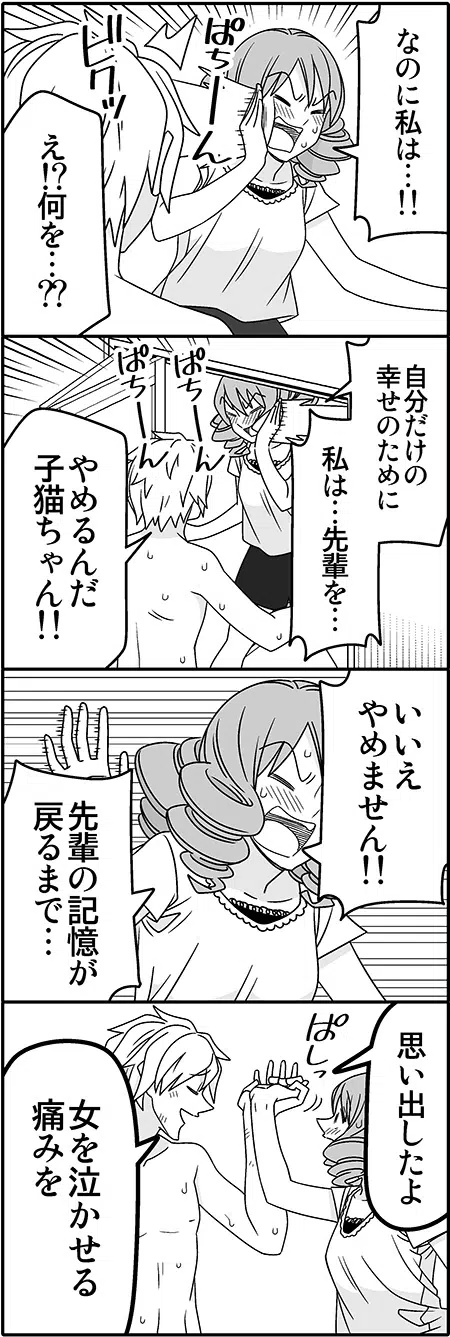 なのに私は…!!
ぱちーーん
ビクッ
え!?何を…??
自分だけの
幸せのために
私は…先輩を…
ぱちーん
ぱちーん
やめるんだ
子猫ちゃん!!
いいえ
やめません!!
先輩の記憶が
戻るまで…
思い出したよ
ぱしっ
女を泣かせる
痛みを